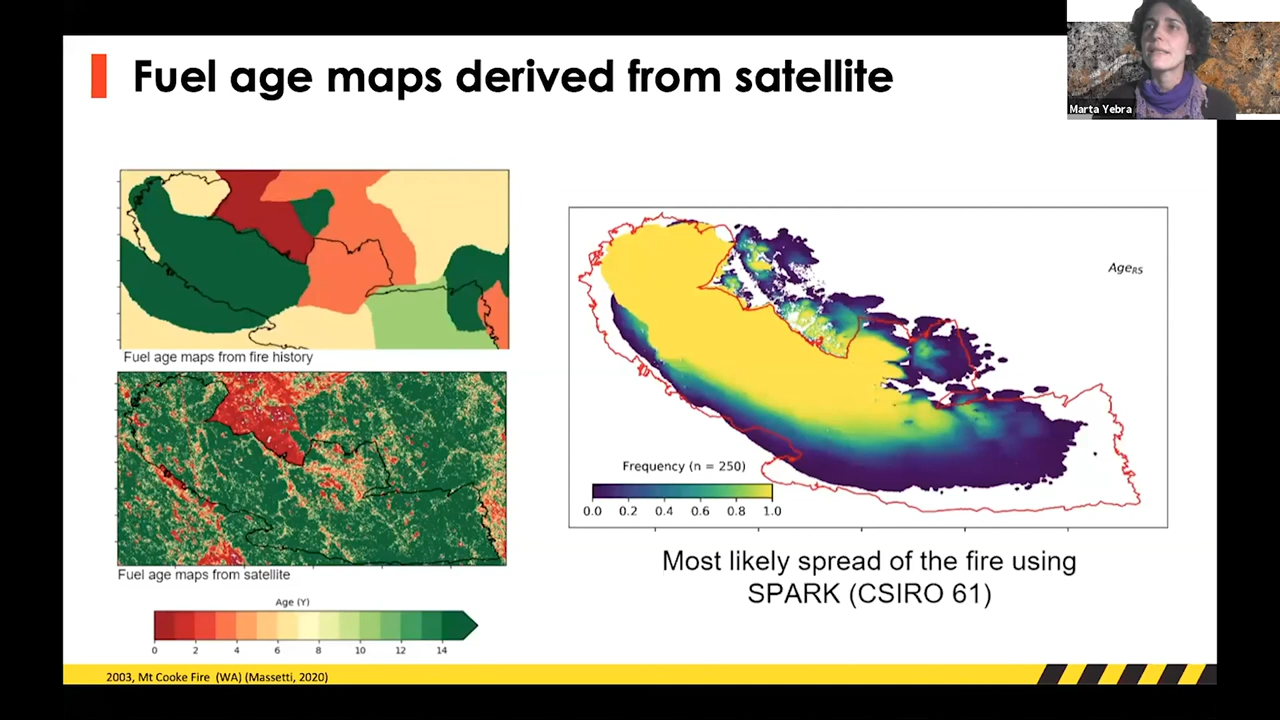 Fuel age maps derived from satellite
Marta Yebra
Fuel age maps from fire history
Fuel age maps from satellite
Age (Y)
0 2 4 6 8 10 12 14
AgeRS
Frequency (n = 250)
0.0 0.2 0.4 0.6 0.8 1.0
Most likely spread of the fire using
SPARK (CSIRO 61)
2003, Mt Cooke Fire (WA) (Massetti, 2020)